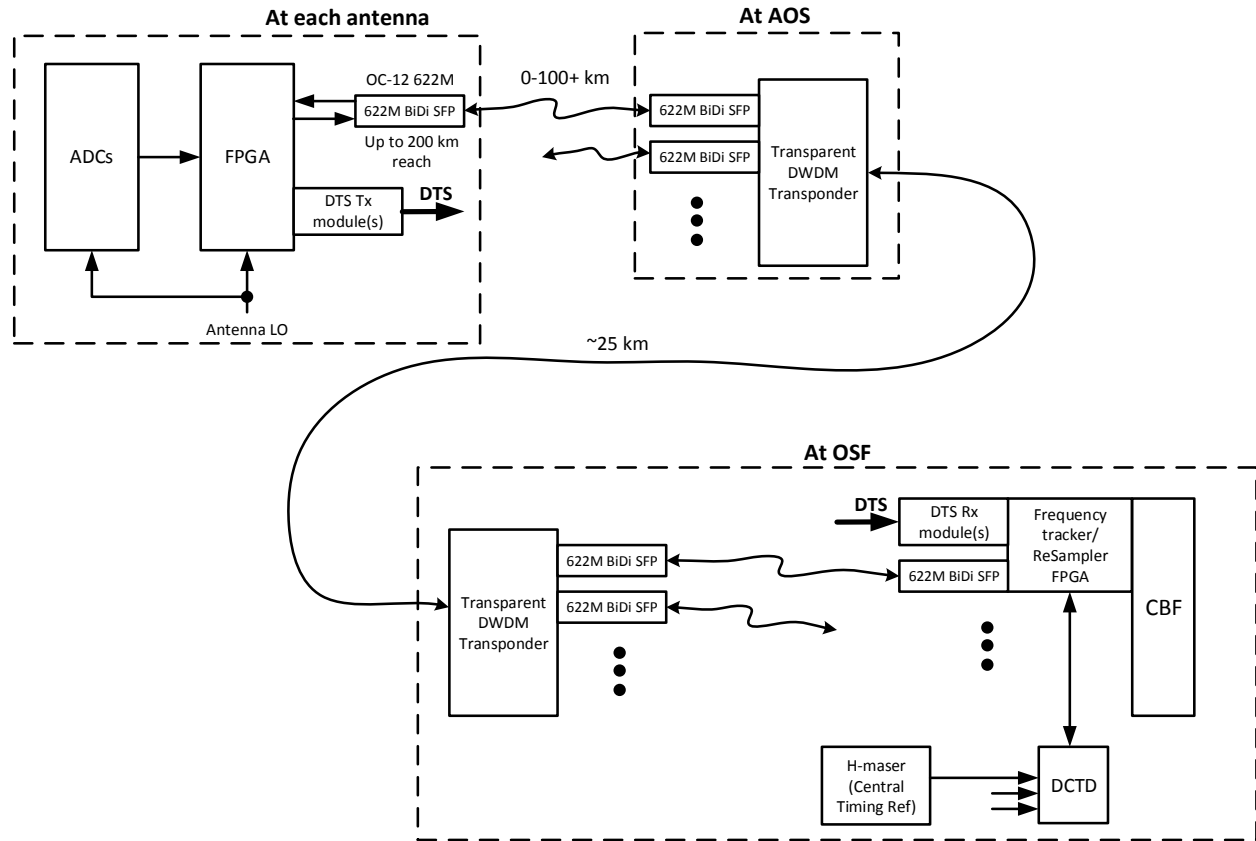 At each antenna
ADCs
FPGA
OC-12 622M
622M BiDi SFP
Up to 200 km
reach
DTS Tx
module(s)
DTS
Antenna LO
0-100+ km
At AOS
622M BiDi SFP
622M BiDi SFP
Transparent
DWDM
Transponder
~25 km
At OSF
Transparent
DWDM
Transponder
622M BiDi SFP
622M BiDi SFP
DTS
DTS Rx
module(s)
622M BiDi SFP
Frequency
tracker/
ReSampler
FPGA
CBF
H-maser
(Central
Timing Ref)
DCTD